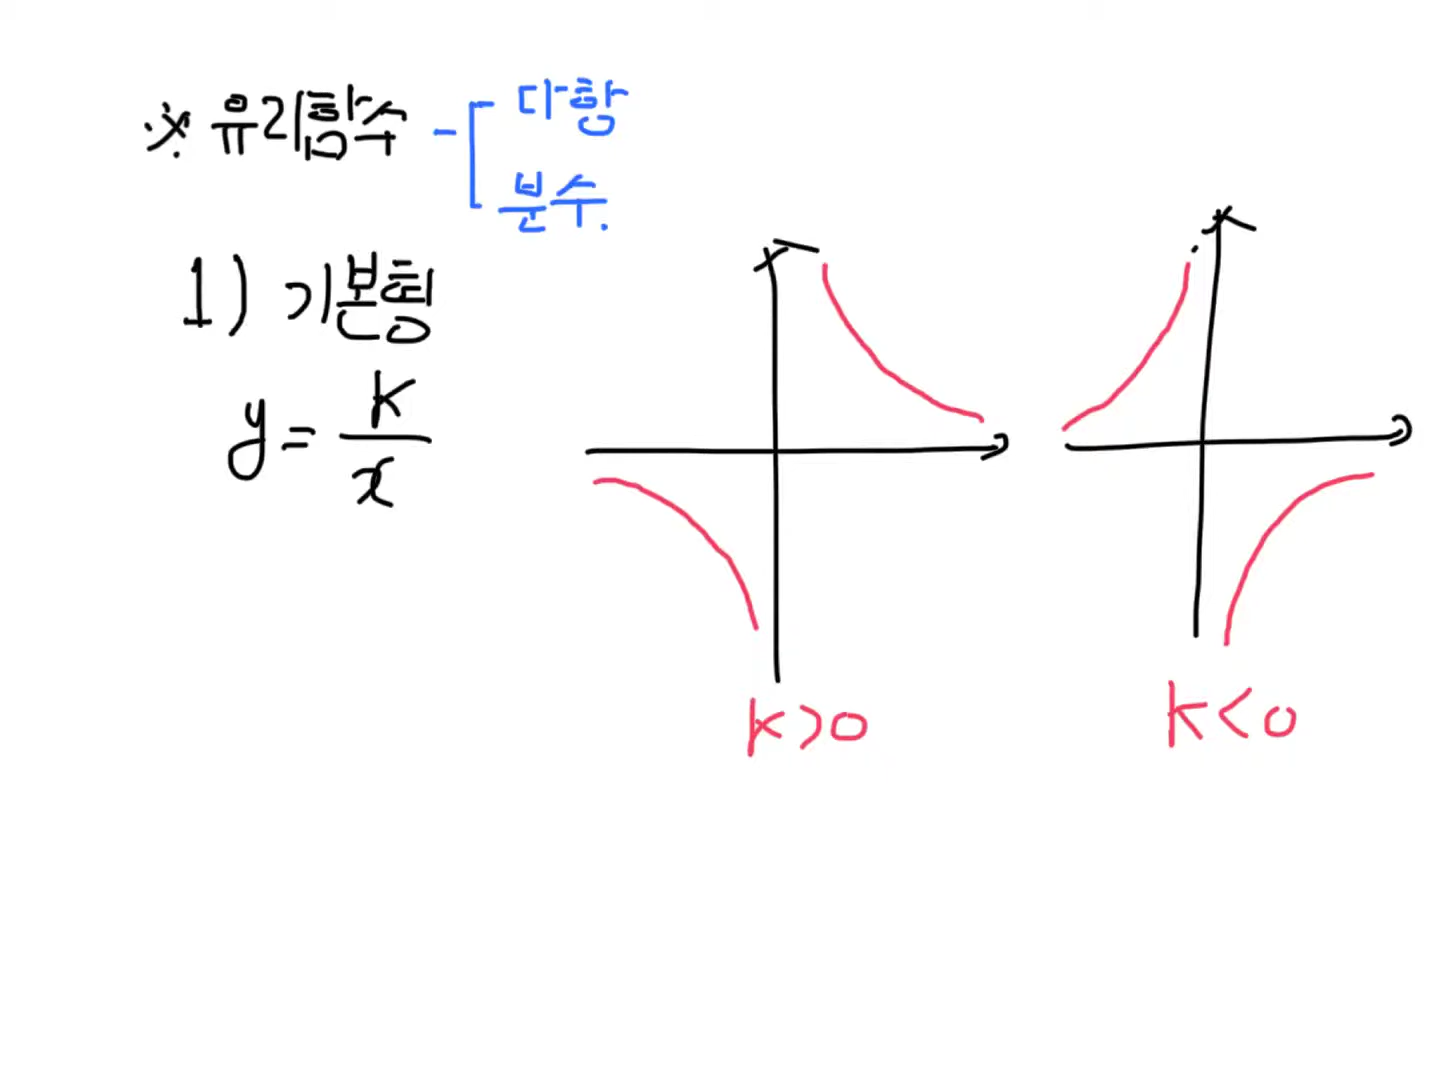 ※ 유리함수
다항
분수.
1) 기본형
y = k/x
k>0
k<0